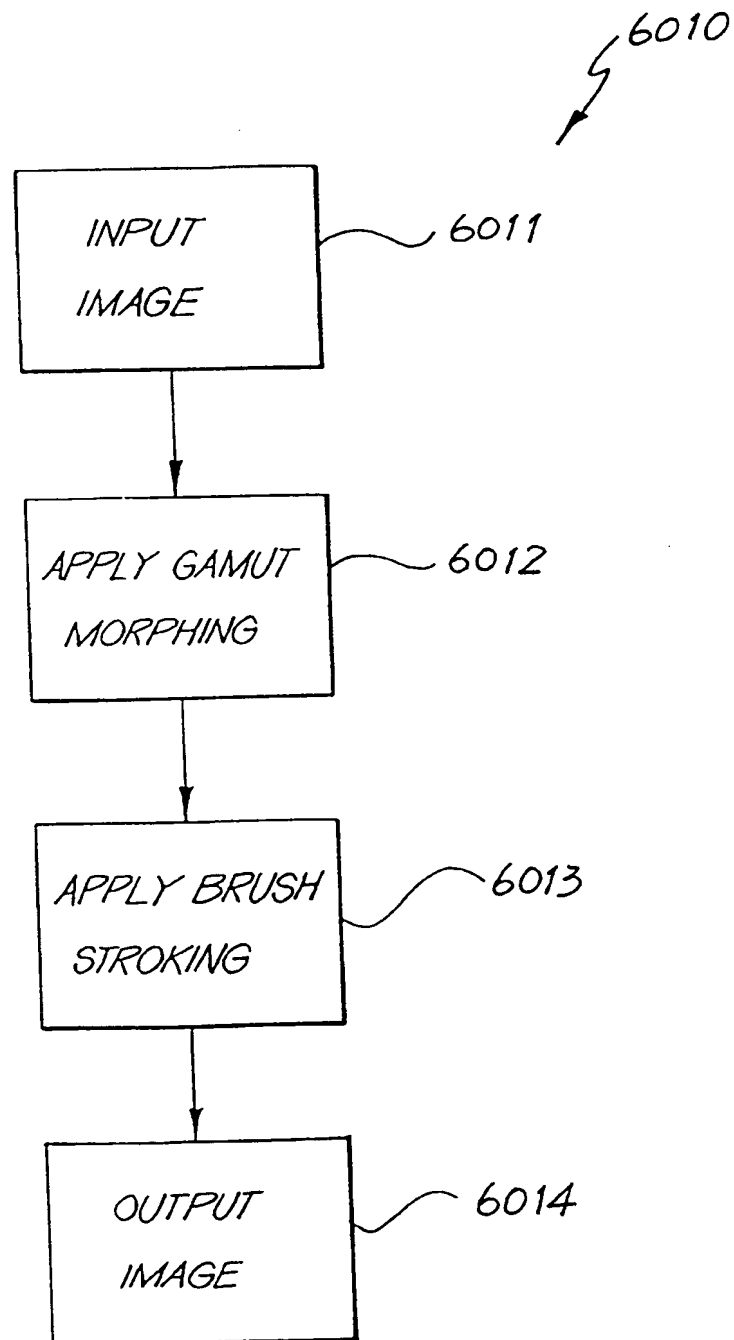 6010
INPUT
IMAGE
6011
APPLY GAMUT
MORPHING
6012
APPLY BRUSH
STROKING
6013
OUTPUT
IMAGE
6014